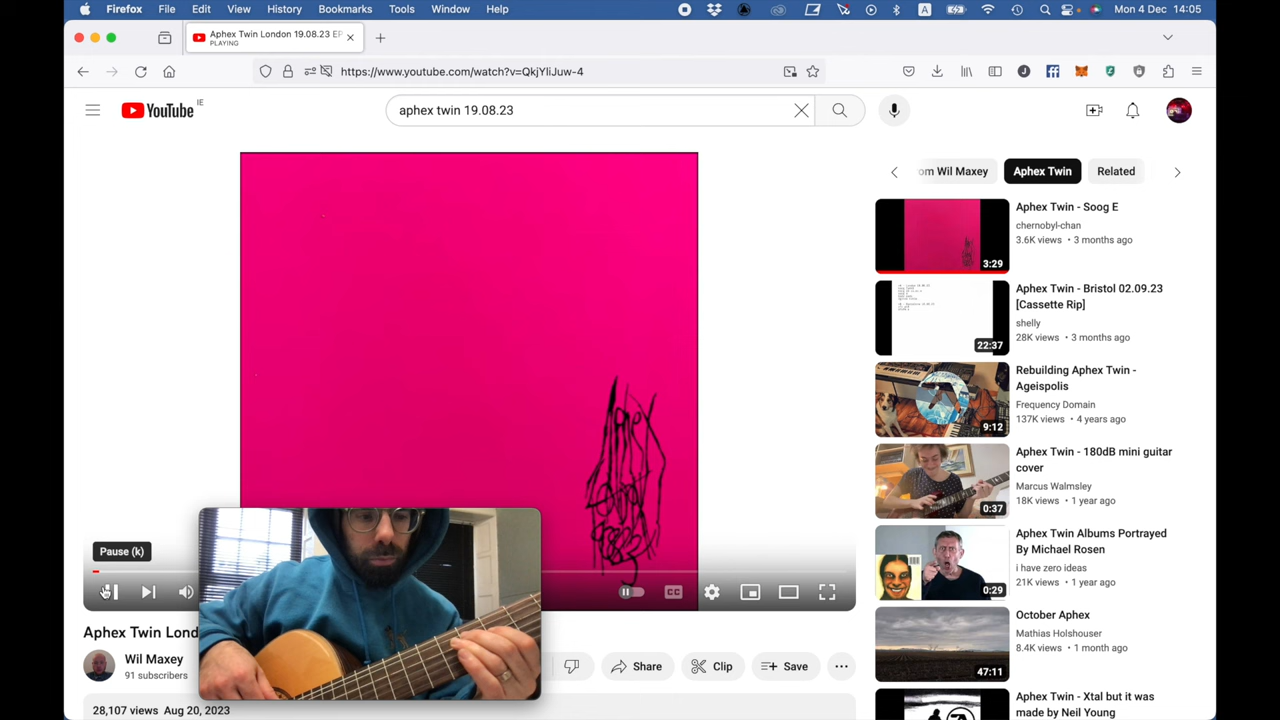 Firefox File Edit View History Bookmarks Tools Window Help A Mon 4 Dec 14:05
Aphex Twin London 19.08.23 EP
PLAYING
https://www.youtube.com/watch?v=QkjYliJuw-4
YouTube IE
aphex twin 19.08.23
om Wil Maxey
Aphex Twin
Related
Aphex Twin - Soog E
chernobyl-chan
3.6K views • 3 months ago
3:29
Aphex Twin - Bristol 02.09.23
[Cassette Rip]
shelly
28K views • 3 months ago
22:37
Rebuilding Aphex Twin -
Ageispolis
Frequency Domain
137K views • 4 years ago
9:12
Aphex Twin - 180dB mini guitar
cover
Marcus Walmsley
18K views • 1 year ago
0:37
Aphex Twin Albums Portrayed
By Michael Rosen
i have zero ideas
21K views • 1 year ago
0:29
October Aphex
Mathias Holshouser
8.4K views • 1 month ago
47:11
Aphex Twin - Xtal but it was
made by Neil Young
Pause (k)
CC
Aphex Twin Lond
Wil Maxey
91 subscribers
Share
Clip
Save
28,107 views Aug 20, 2023